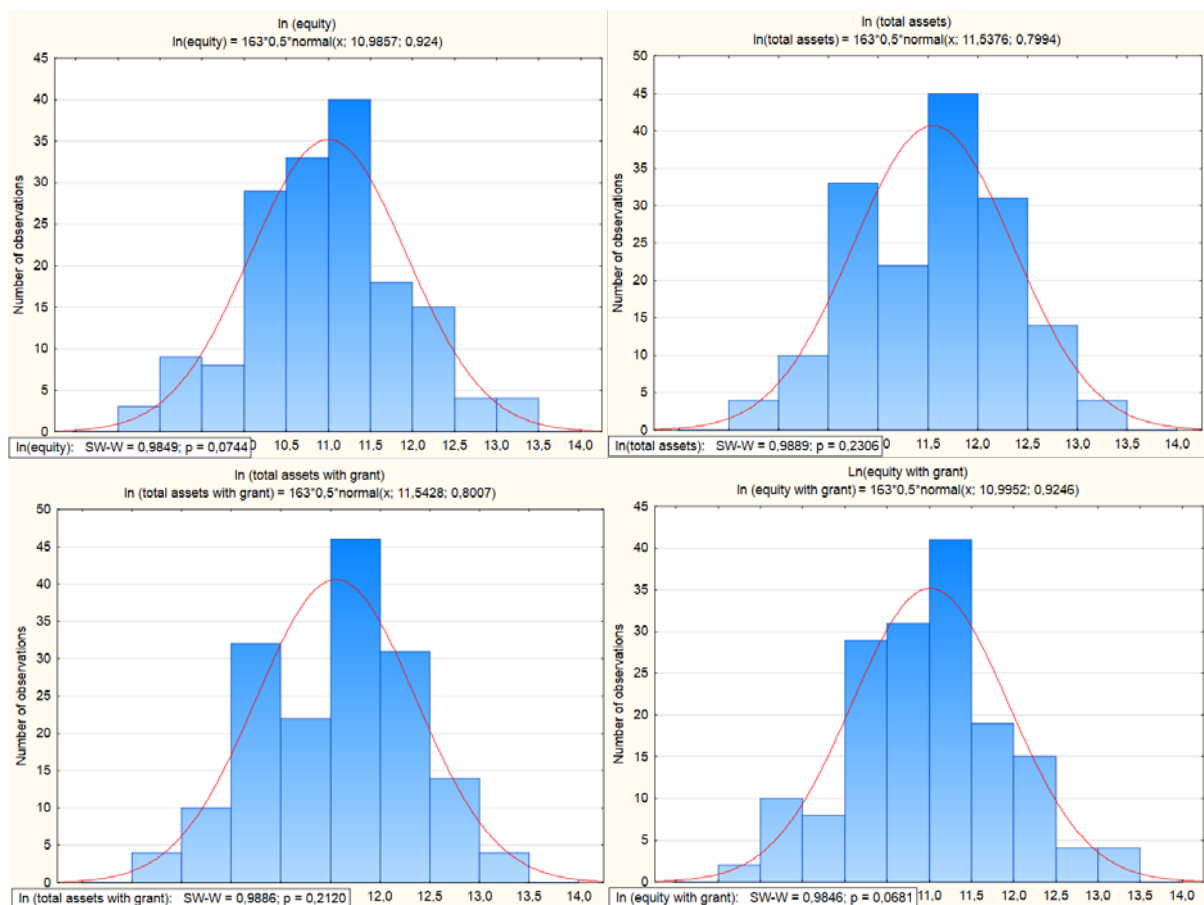 ln (equity)
ln(equity) = 163*0,5*normal(x; 10,9857; 0,924)
45
40
35
30
25
20
15
10
5
0
Number of observations
10,5 11,0 11,5 12,0 12,5 13,0 13,5 14,0
ln(equity): SW-W = 0,9849; p = 0,0744
ln (total assets)
ln(total assets) = 163*0,5*normal(x; 11,5376; 0,7994)
50
45
40
35
30
25
20
15
10
5
0
Number of observations
11,5 12,0 12,5 13,0 13,5 14,0
ln(total assets): SW-W = 0,9889; p = 0,2306
ln (total assets with grant)
ln (total assets with grant) = 163*0,5*normal(x; 11,5428; 0,8007)
50
45
40
35
30
25
20
15
10
5
0
Number of observations
12,0 12,5 13,0 13,5 14,0
ln (total assets with grant): SW-W = 0,9886; p = 0,2120
Ln(equity with grant)
ln (equity with grant) = 163*0,5*normal(x; 10,9952; 0,9246)
45
40
35
30
25
20
15
10
5
0
Number of observations
11,0 11,5 12,0 12,5 13,0 13,5 14,0
ln (equity with grant): SW-W = 0,9846; p = 0,0681